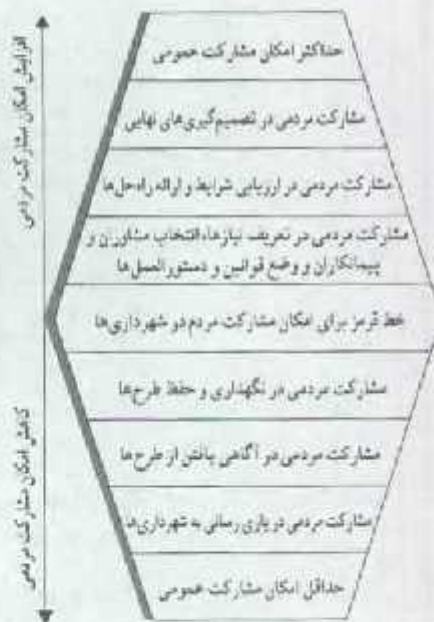 حداکثر امکان مشارکت عمومی
مشارکت مردمی در تصمیم‌گیری‌های نهایی
مشارکت مردمی در ارزیابی شرایط و ارائه راه‌حل‌ها
مشارکت مردمی در تعریف نیازها، انتخاب مشاوران و
پیمانکاران و وضع قوانین و دستورالعمل‌ها
خط قرمز برای امکان مشارکت مردم در شهرداری‌ها
مشارکت مردمی در نگهداری و حفظ طرح‌ها
مشارکت مردمی در آگاهی یافتن از طرح‌ها
مشارکت مردمی در یاری رسانی به شهرداری‌ها
حداقل امکان مشارکت عمومی
افزایش امکان مشارکت مردمی
کاهش امکان مشارکت مردمی